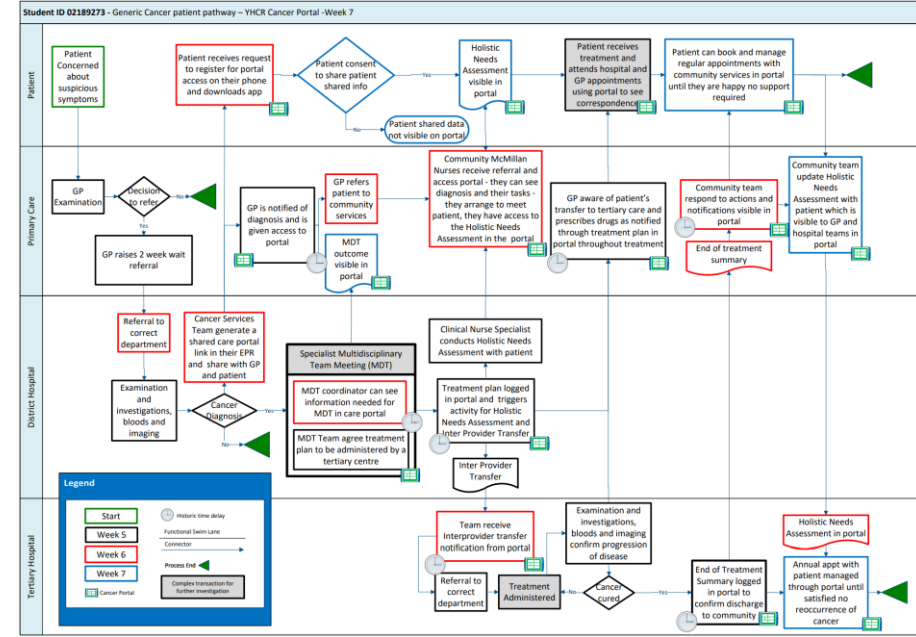 Student ID 02189273 - Generic Cancer patient pathway – YHCR Cancer Portal -Week 7
Patient
Patient
Concerned
about
suspicious
symptoms
Patient receives request
to register for portal
access on their phone
and downloads app
Patient consent
to share patient
shared info
Yes
No
Patient shared data
not visible on portal
Holistic
Needs
Assessment
visible in
portal
Patient receives
treatment and
attends hospital and
GP appointments
using portal to see
correspondence
Patient can book and manage
regular appointments with
community services in portal
until they are happy no support
required
Primary Care
GP
Examination
Decision
to refer
No
Yes
GP raises 2 week wait
referral
GP is notified of
diagnosis and is
given access to
portal
GP refers
patient to
community
services
MDT
outcome
visible in
portal
Community McMillan
Nurses receive referral and
access portal - they can see
diagnosis and their tasks -
they arrange to meet
patient, they have access to
the Holistic Needs
Assessment in the portal
GP aware of patient's
transfer to tertiary care and
prescribes drugs as notified
through treatment plan in
portal throughout treatment
Community team
respond to actions and
notifications visible in
portal
End of treatment
summary
Community team
update Holistic
Needs
Assessment with
patient which is
visible to GP and
hospital teams in
portal
District Hospital
Referral to
correct
department
Examination
and
investigations,
bloods and
imaging
Cancer Services
Team generate a
shared care portal
link in their EPR
and share with GP
and patient
Cancer
Diagnosis
Yes
No
Specialist Multidisciplinary
Team Meeting (MDT)
MDT coordinator can see
information needed for
MDT in care portal
MDT Team agree treatment
plan to be administered by a
tertiary centre
Clinical Nurse Specialist
conducts Holistic Needs
Assessment with patient
Treatment plan logged
in portal and triggers
activity for Holistic
Needs Assessment and
Inter Provider Transfer
Inter Provider
Transfer
Tertiary Hospital
Team receive
Interprovider transfer
notification from portal
Referral to
correct
department
Treatment
Administered
Examination and
investigations,
bloods and imaging
confirm progression
of disease
Cancer
cured
No
Yes
End of Treatment
Summary logged
in portal to
confirm discharge
to community
Holistic Needs
Assessment in portal
Annual appt with
patient managed
through portal until
satisfied no
reoccurrence of
cancer
Legend
Start
Week 5
Week 6
Week 7
Cancer Portal
Historic time delay
Functional Swim Lane
Connector
Process End
Complex transaction for
further investigation